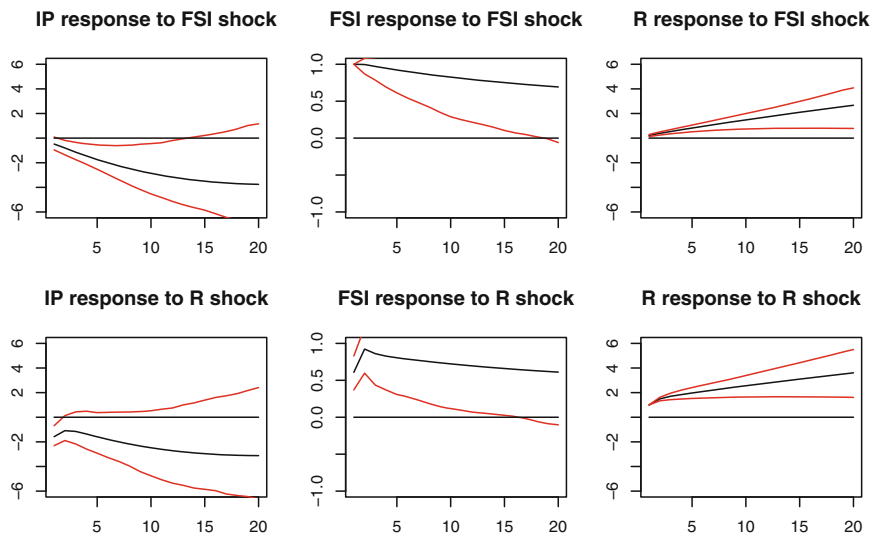 IP response to FSI shock
FSI response to FSI shock
R response to FSI shock
6
4
2
-2
-6
5 10 15 20
1.0
0.5
0.0
-1.0
5 10 15 20
6
4
2
-2
-6
5 10 15 20
IP response to R shock
FSI response to R shock
R response to R shock
6
4
2
-2
-6
5 10 15 20
1.0
0.5
0.0
-1.0
5 10 15 20
6
4
2
-2
-6
5 10 15 20